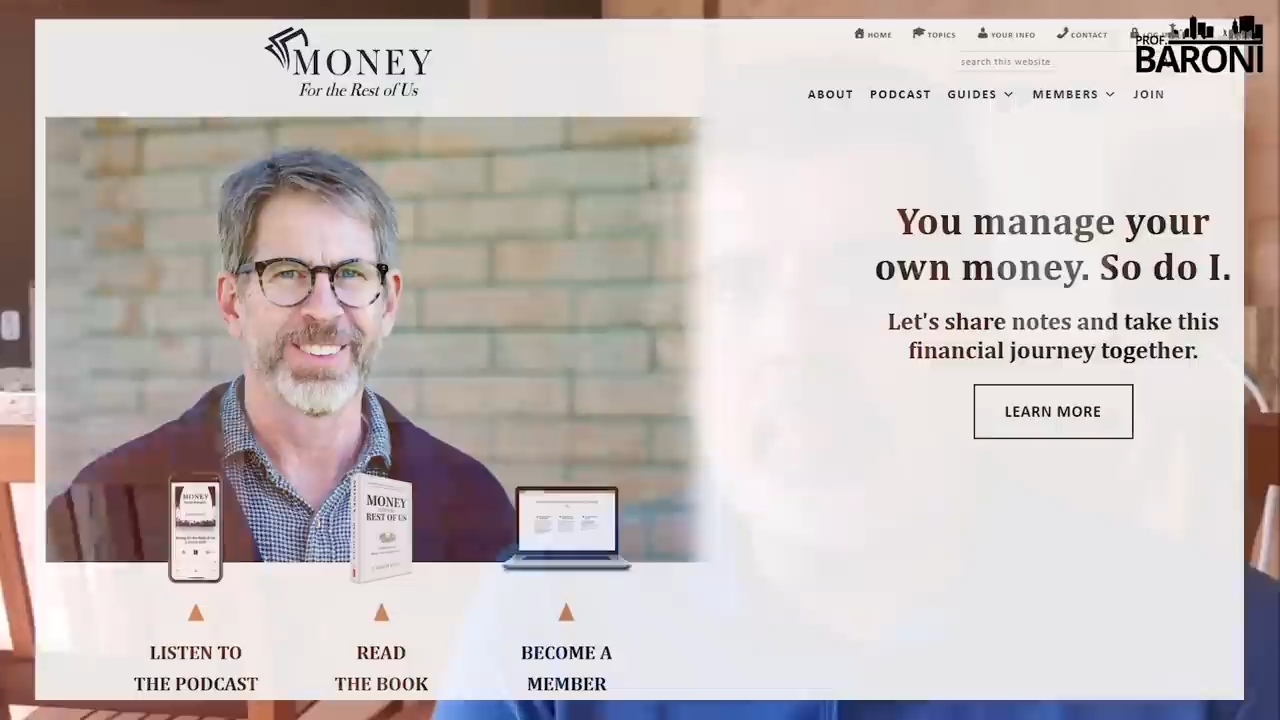 MONEY
For the Rest of Us
HOME
TOPICS
YOUR INFO
CONTACT
PROF.
BARONI
search this website
ABOUT
PODCAST
GUIDES
MEMBERS
JOIN
You manage your
own money. So do I.
Let's share notes and take this
financial journey together.
LEARN MORE
MONEY
MONEY
REST OF US
LISTEN TO
THE PODCAST
READ
THE BOOK
BECOME A
MEMBER